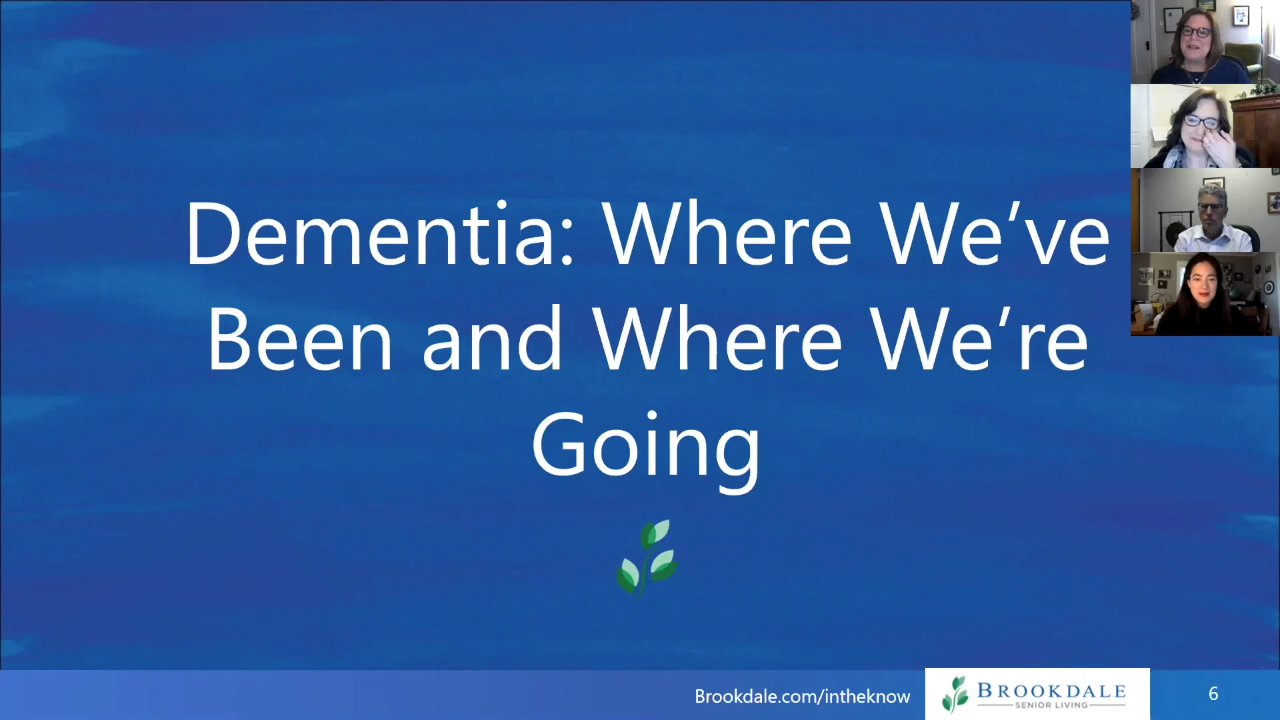 Dementia: Where We’ve
Been and Where We’re
Going
Brookdale.com/intheknow
BROOKDALE
SENIOR LIVING
6